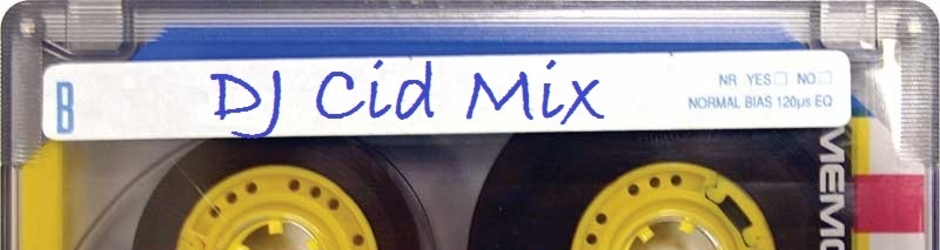 B
DJ Cid Mix
NR YES☐ NO☐
NORMAL BIAS 120µs EQ
MEMO